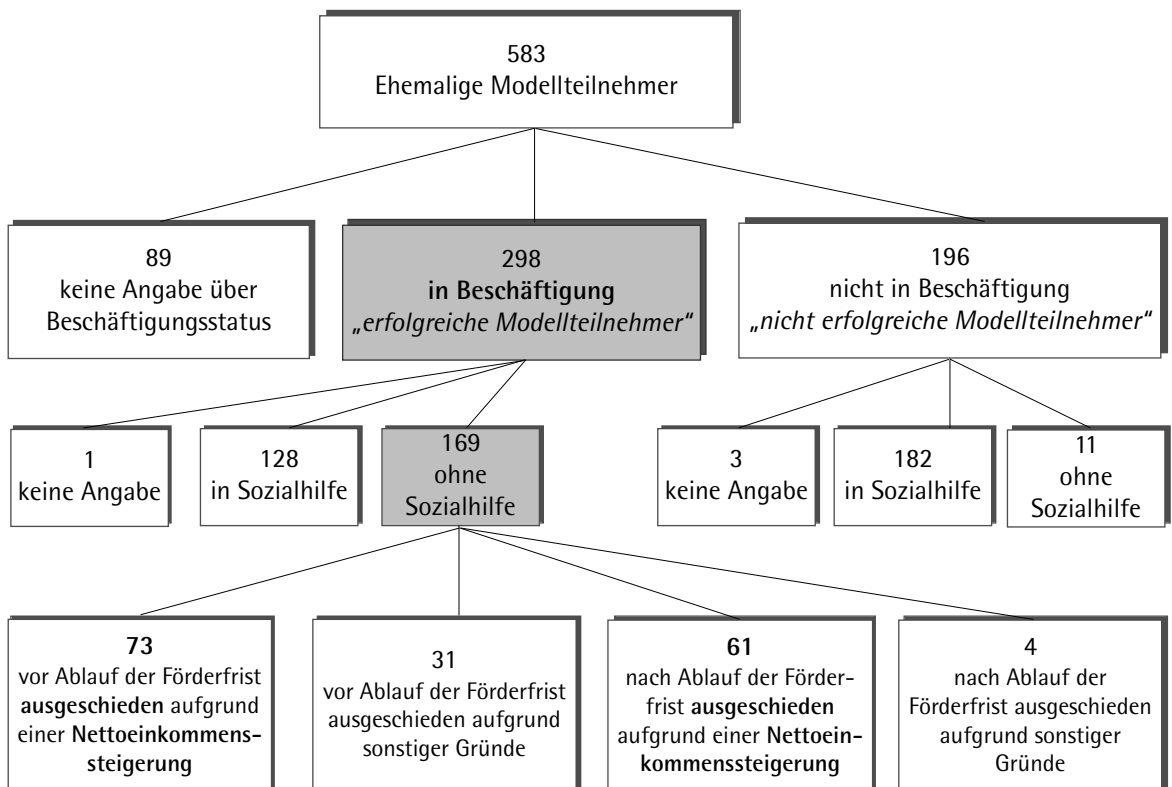 583
Ehemalige Modellteilnehmer
89
keine Angabe über
Beschäftigungsstatus
298
in Beschäftigung
„erfolgreiche Modellteilnehmer“
196
nicht in Beschäftigung
„nicht erfolgreiche Modellteilnehmer“
1
keine Angabe
128
in Sozialhilfe
169
ohne
Sozialhilfe
3
keine Angabe
182
in Sozialhilfe
11
ohne
Sozialhilfe
73
vor Ablauf der Förderfrist
ausgeschieden aufgrund
einer Nettoeinkommens-
steigerung
31
vor Ablauf der Förderfrist
ausgeschieden aufgrund
sonstiger Gründe
61
nach Ablauf der Förder-
frist ausgeschieden
aufgrund einer Nettoein-
kommenssteigerung
4
nach Ablauf der
Förderfrist ausgeschieden
aufgrund sonstiger
Gründe